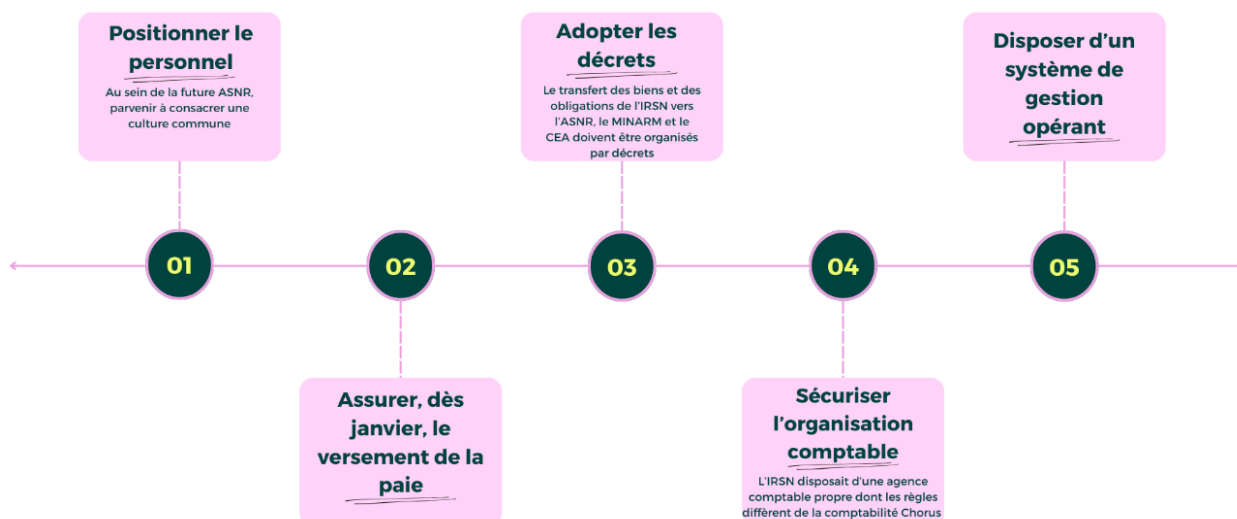 Positionner le
personnel
Au sein de la future ASNR,
parvenir à consacrer une
culture commune
Adopter les
décrets
Le transfert des biens et des
obligations de l'IRSN vers
l'ASNR, le MINARM et le
CEA doivent être organisés
par décrets
Disposer d'un
système de
gestion
opérant
01
02
03
04
05
Assurer, dès
janvier, le
versement de la
paie
Sécuriser
l'organisation
comptable
L'IRSN disposait d'une agence
comptable propre dont les règles
diffèrent de la comptabilité Chorus